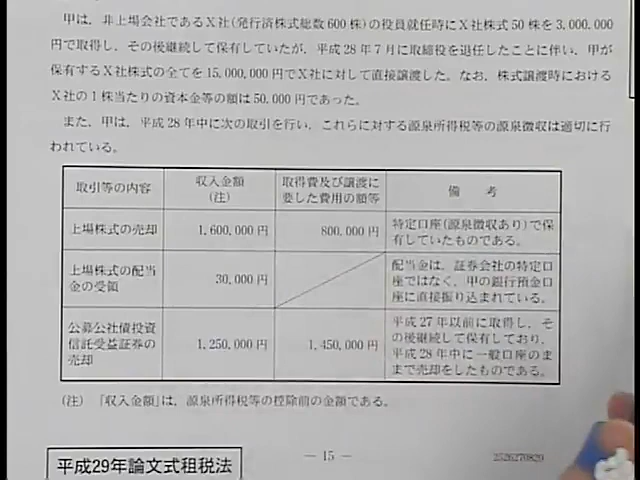 甲は、非上場会社であるX社(発行済株式総数600株)の役員就任時にX社株式50株を3,000,000
円で取得し、その後継続して保有していたが、平成28年7月に取締役を退任したことに伴い、甲が
保有するX社株式の全てを15,000,000円でX社に対して直接譲渡した。なお、株式譲渡時における
X社の1株当たりの資本金等の額は50,000円であった。
また、甲は、平成28年中に次の取引を行い、これらに対する源泉所得税等の源泉徴収は適切に行
われている。
取引等の内容
収入金額
(注)
取得費及び譲渡に
要した費用の額等
備 考
上場株式の売却
1,600,000円
800,000円
特定口座(源泉徴収あり)で保
有していたものである。
上場株式の配当
金の受領
30,000円
配当金は、証券会社の特定口
座ではなく、甲の銀行預金口
座に直接振り込まれている。
公募公社債投資
信託受益証券の
売却
1,250,000円
1,450,000円
平成27年以前に取得し、そ
の後継続して保有しており、
平成28年中に一般口座のま
まで売却をしたものである。
(注) 「収入金額」は、源泉所得税等の控除前の金額である。
— 15 —
2526270829
平成29年論文式租税法